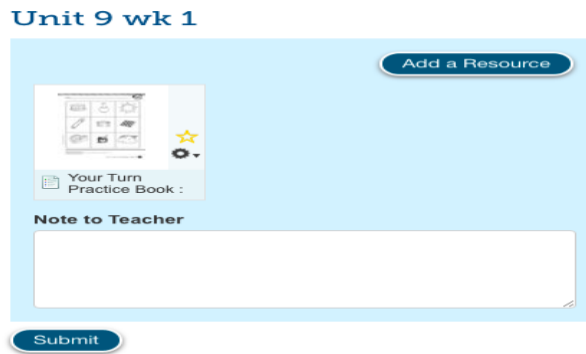 Unit 9 wk 1
Add a Resource
Your Turn
Practice Book :
Note to Teacher
Submit